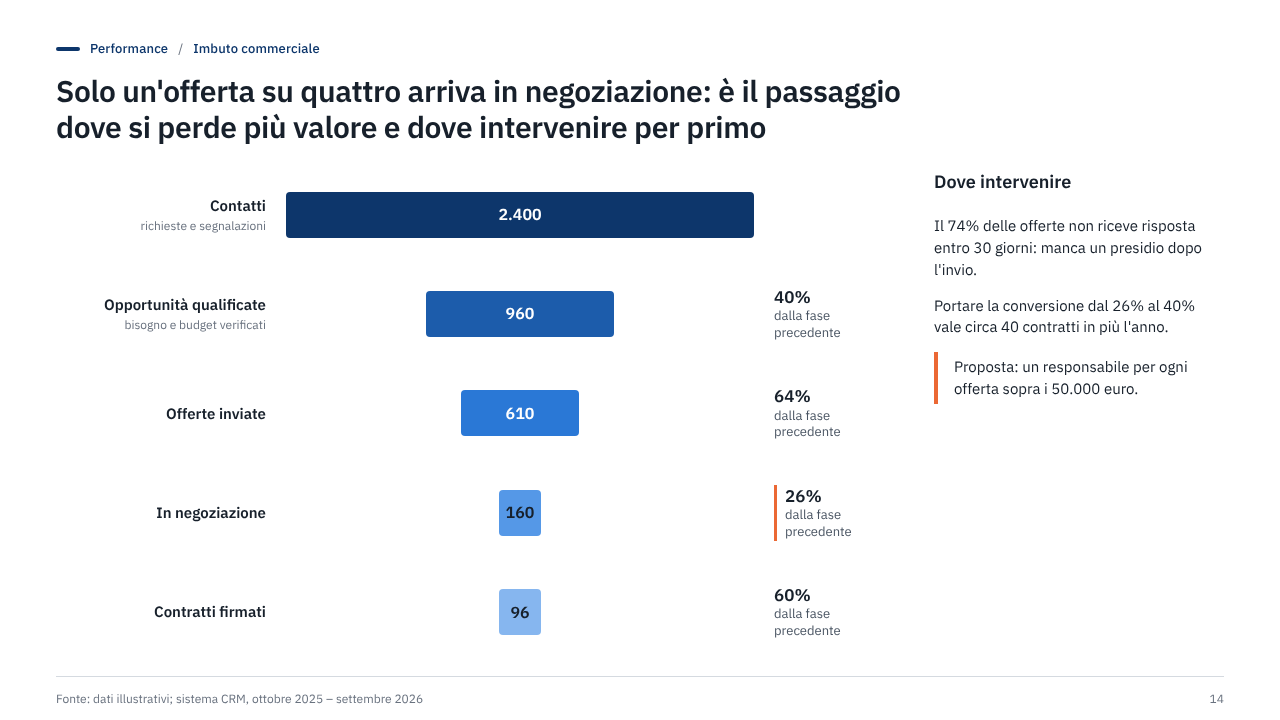 Performance / Imbuto commerciale
Solo un'offerta su quattro arriva in negoziazione: è il passaggio
dove si perde più valore e dove intervenire per primo
Contatti
richieste e segnalazioni
2.400
Opportunità qualificate
bisogno e budget verificati
960
40%
dalla fase
precedente
Offerte inviate
610
64%
dalla fase
precedente
In negoziazione
160
26%
dalla fase
precedente
Contratti firmati
96
60%
dalla fase
precedente
Dove intervenire
Il 74% delle offerte non riceve risposta
entro 30 giorni: manca un presidio dopo
l'invio.
Portare la conversione dal 26% al 40%
vale circa 40 contratti in più l'anno.
Proposta: un responsabile per ogni
offerta sopra i 50.000 euro.
Fonte: dati illustrativi; sistema CRM, ottobre 2025 – settembre 2026
14